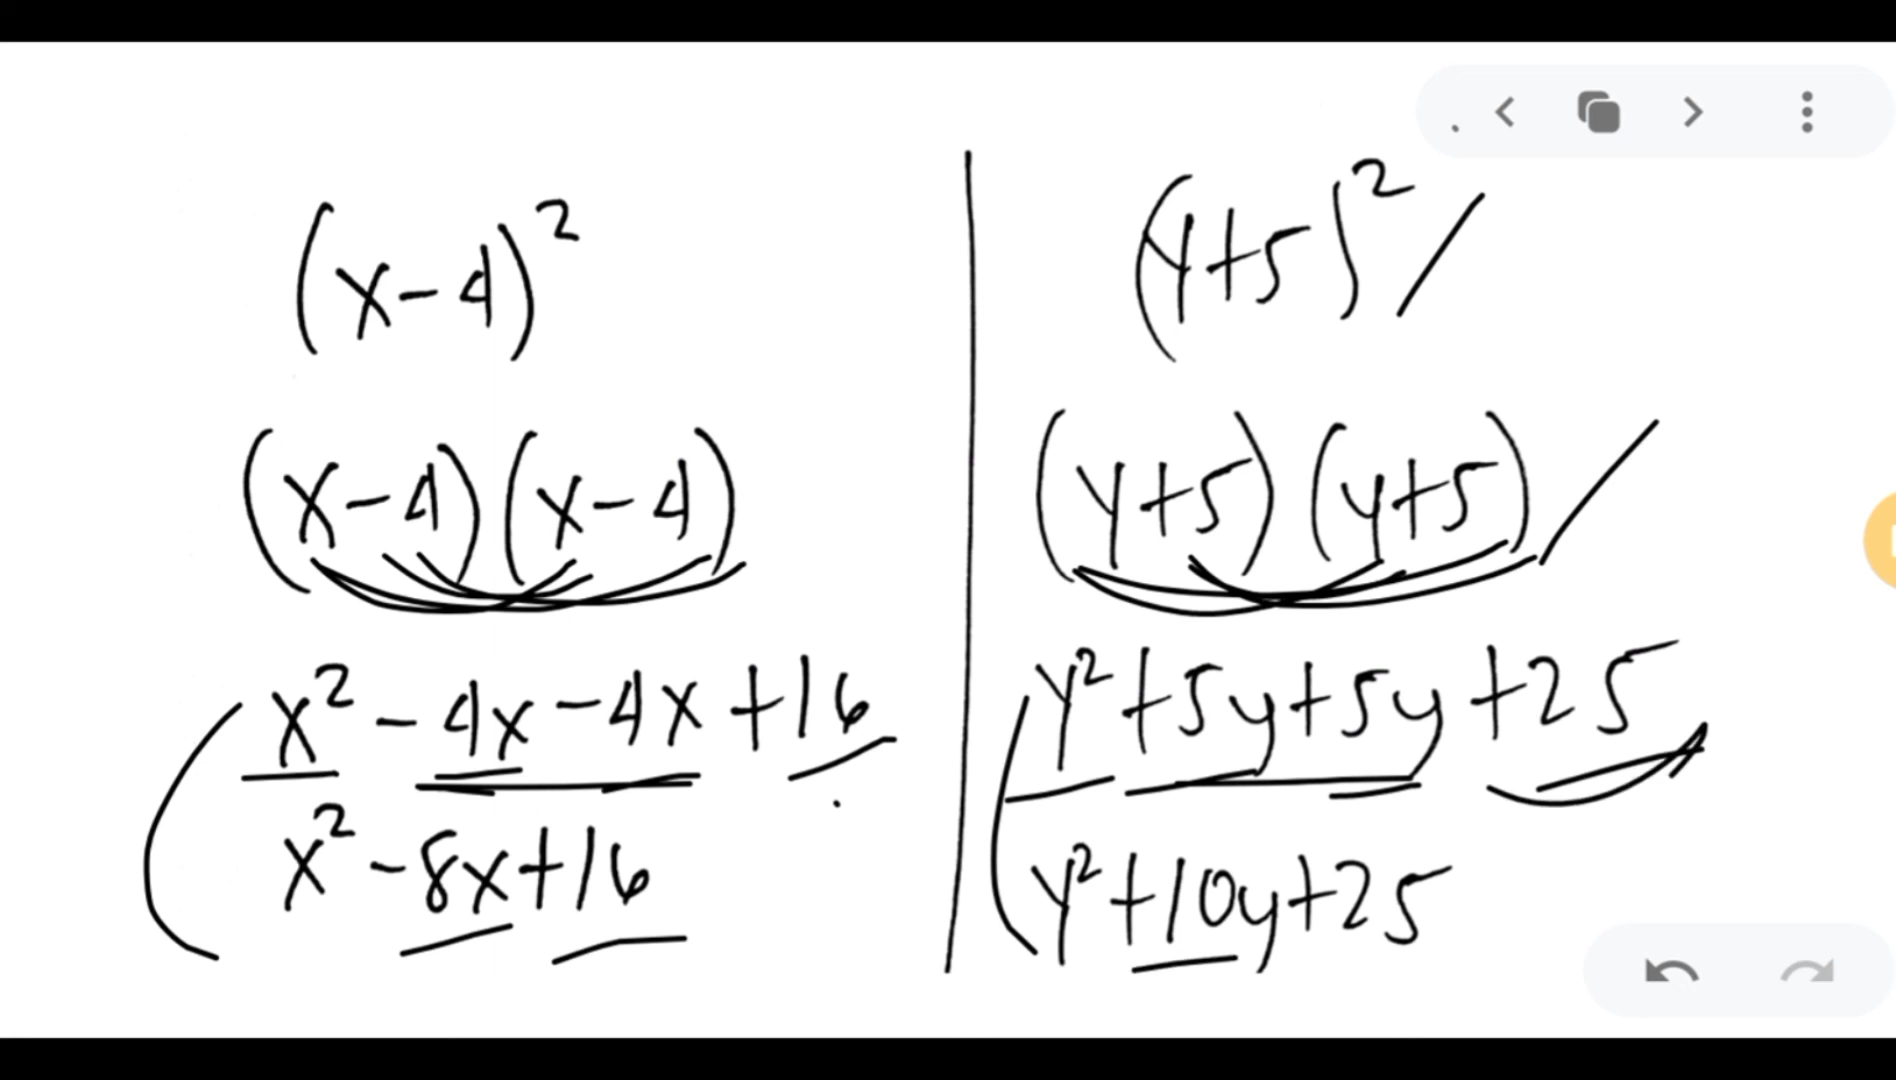 (x-4)²
(x-4)(x-4)
x²-4x-4x+16
x²-8x+16
(y+5)²
(y+5)(y+5)
y²+5y+5y+25
y²+10y+25